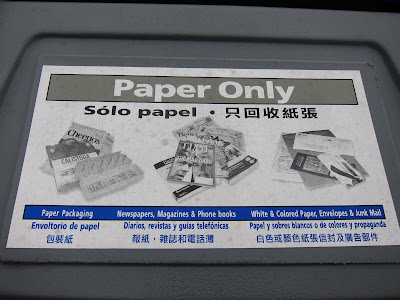 Paper Only
Sólo papel • 只回收紙張
Cheerios
Paper Packaging
Envoltorio de papel
包裝紙
Newspapers, Magazines & Phone books
Diarios, revistas y guías telefónicas
報紙，雜誌和電話薄
White & Colored Paper, Envelopes & Junk Mail
Papel y sobres blancos o de colores y propaganda
白色或顏色紙張信封及廣告郵件